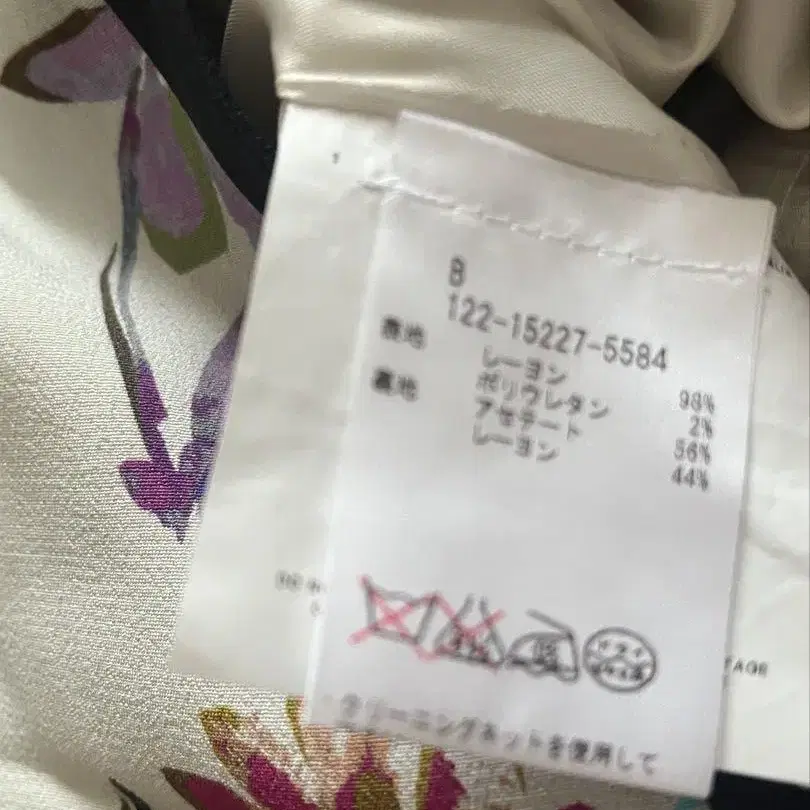 8
122-15227-5584
表地 レーヨン 98%
ポリウレタン 2%
裏地 アセテート 56%
レーヨン 44%
クリーニングネットを使用して
TAGE